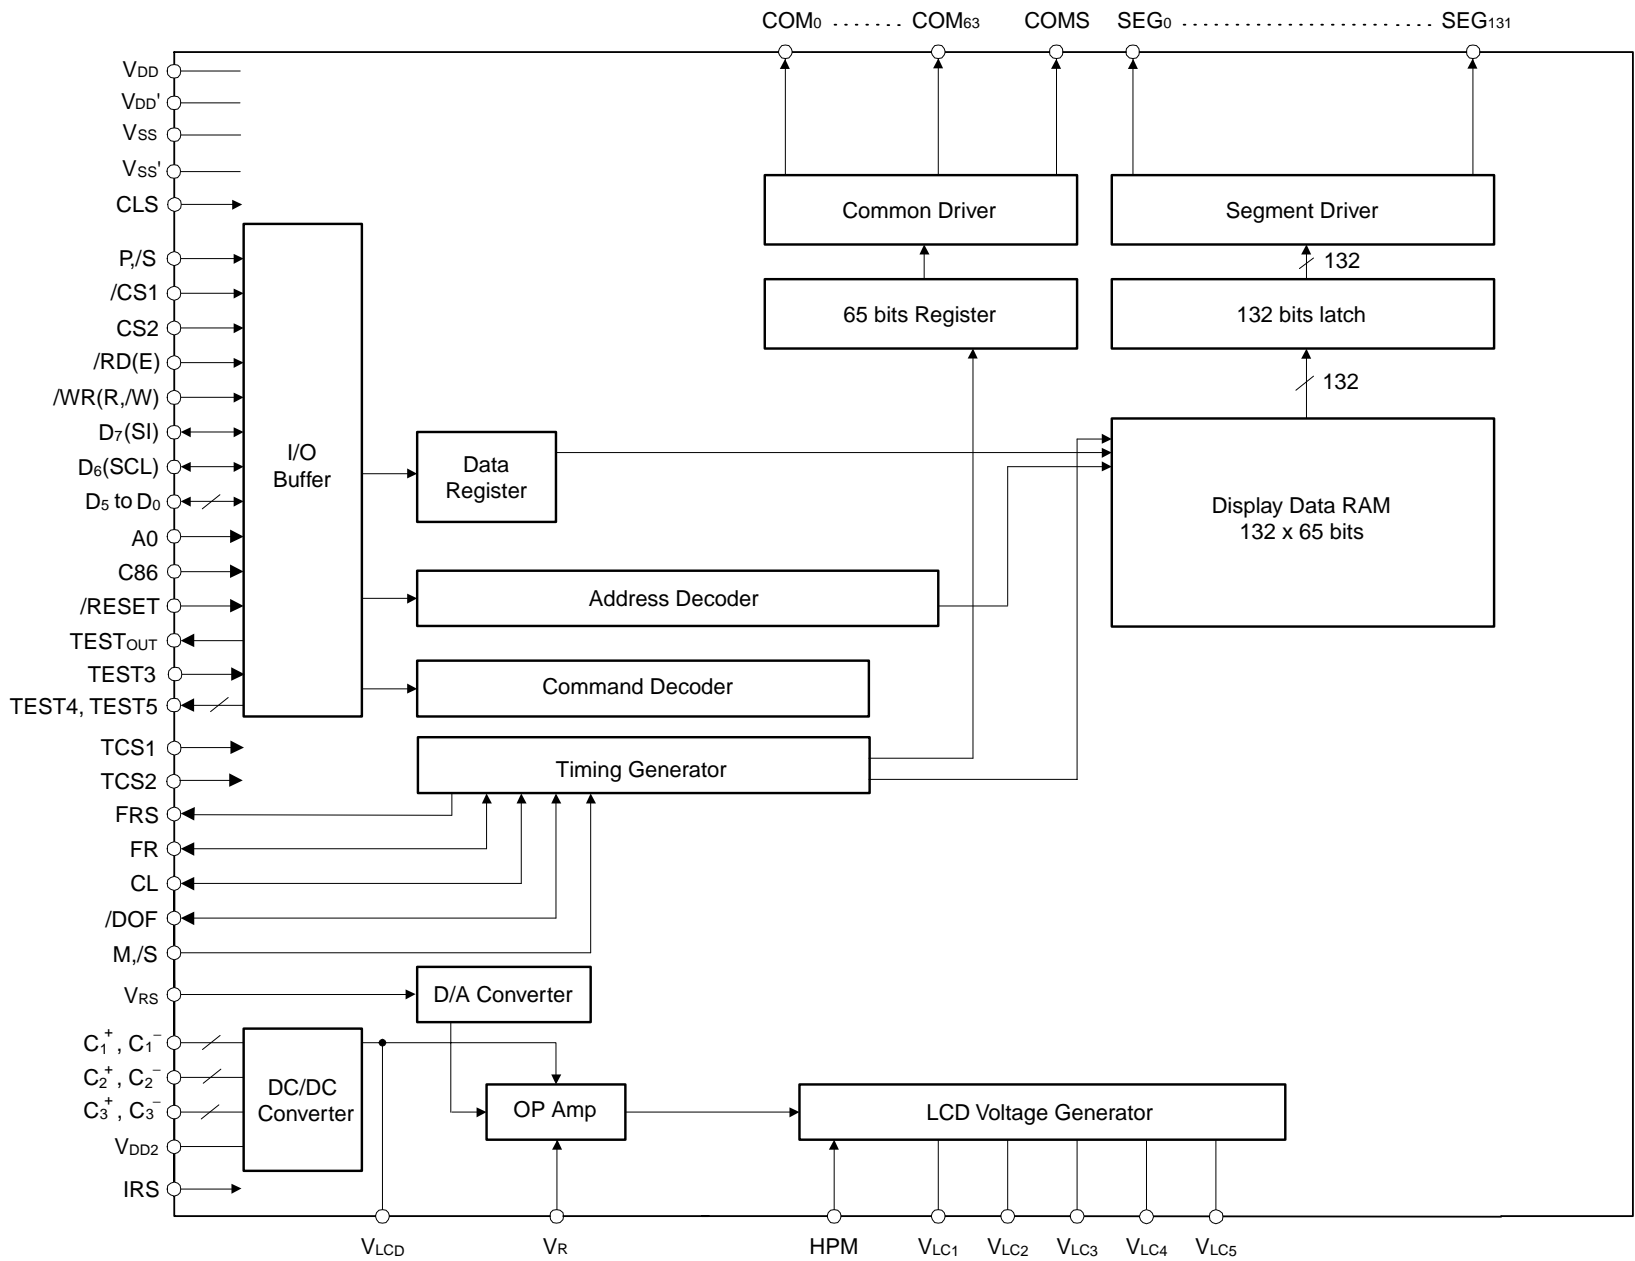 COM0 ........ COM63 COMS SEG0 ........................ SEG131
VDD
VDD'
VSS
VSS'
CLS
P,/S
/CS1
CS2
/RD(E)
/WR(R,/W)
D7(SI)
D6(SCL)
D5 to D0
A0
C86
/RESET
TESTOUT
TEST3
TEST4, TEST5
TCS1
TCS2
FRS
FR
CL
/DOF
M,/S
VRS
C1+, C1−
C2+, C2−
C3+, C3−
VDD2
IRS
I/O
Buffer
Common Driver
Segment Driver
132
65 bits Register
132 bits latch
132
Data
Register
Display Data RAM
132 x 65 bits
Address Decoder
Command Decoder
Timing Generator
D/A Converter
DC/DC
Converter
OP Amp
LCD Voltage Generator
VLCD VR HPM VLC1 VLC2 VLC3 VLC4 VLC5